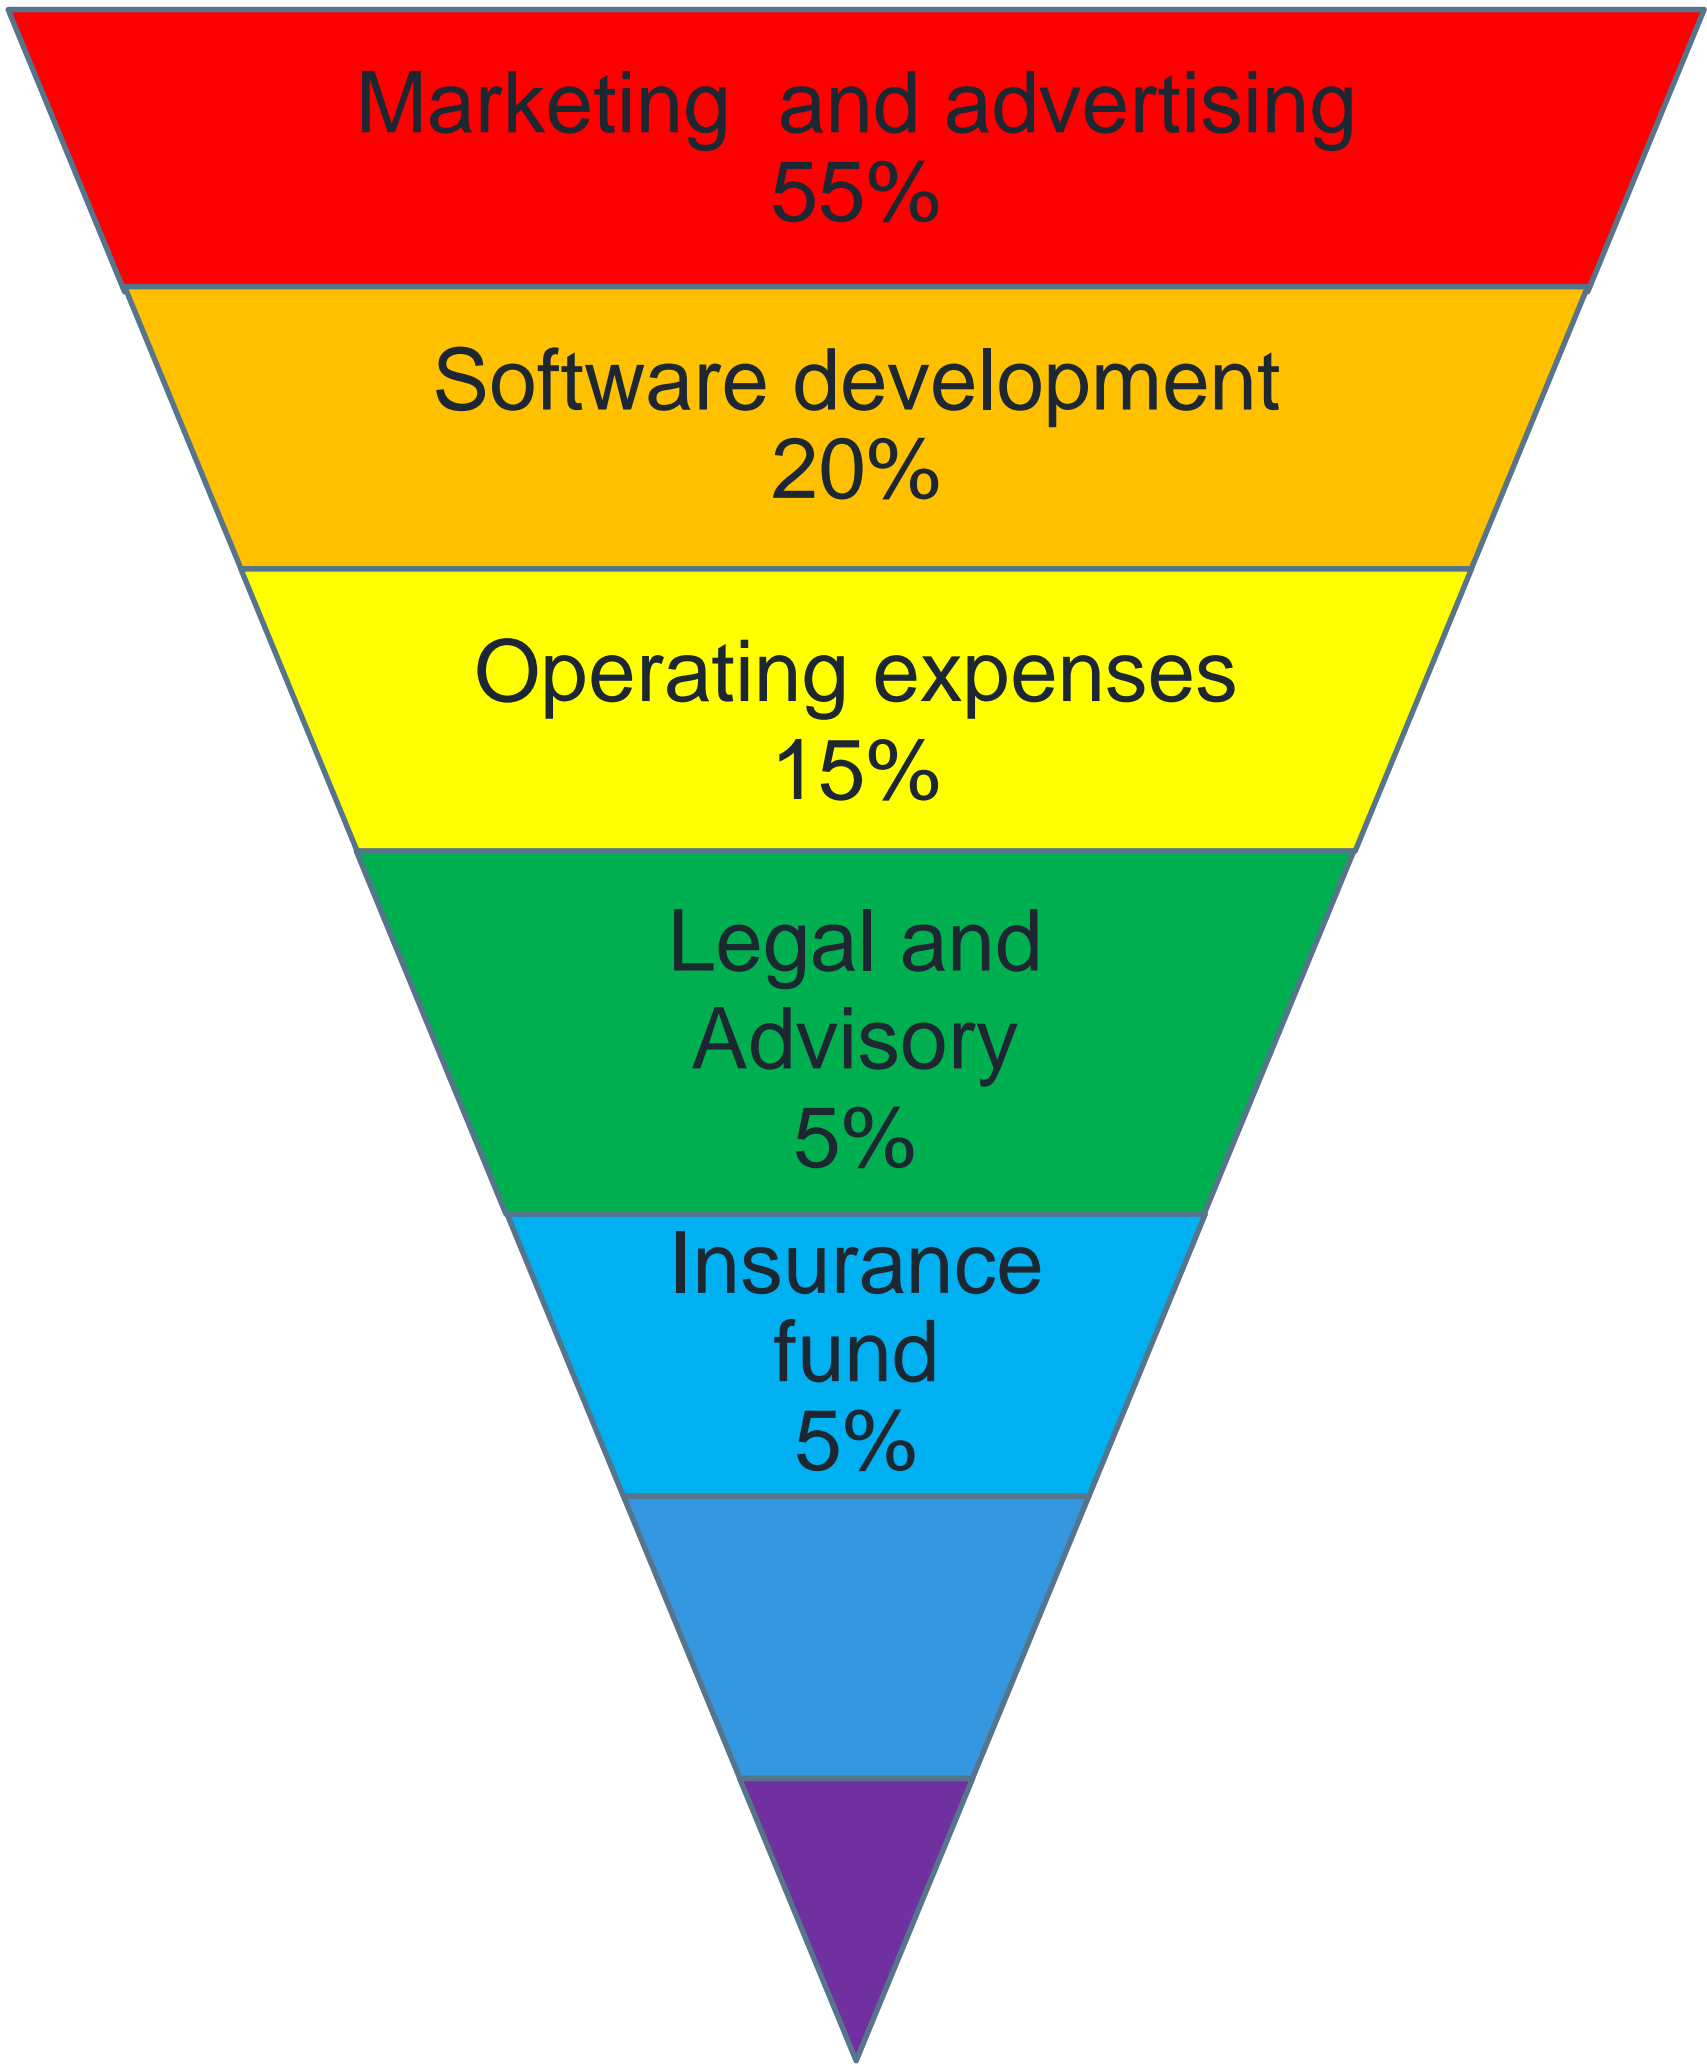 Marketing  and advertising
55%
Software development
20%
Operating expenses
15%
Legal and
Advisory
5%
Insurance
fund
5%